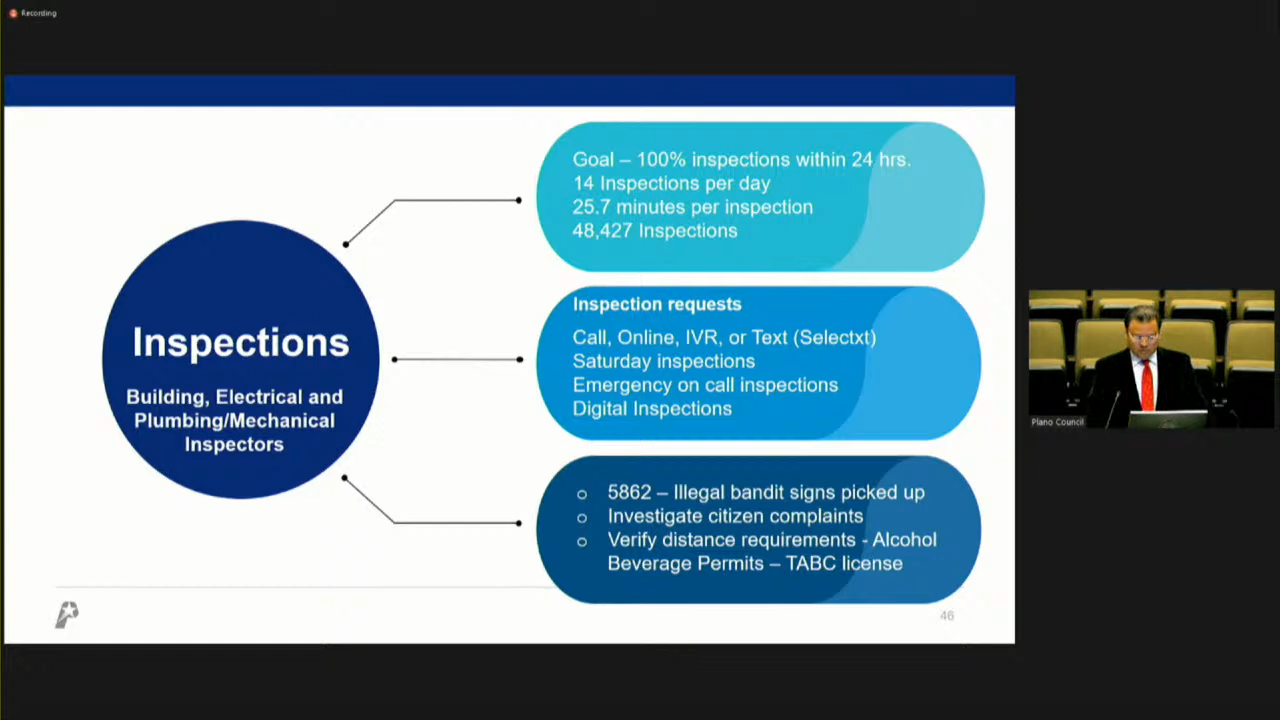 Recording
Inspections
Building, Electrical and
Plumbing/Mechanical
Inspectors
Goal – 100% inspections within 24 hrs.
14 Inspections per day
25.7 minutes per inspection
48,427 Inspections
Inspection requests
Call, Online, IVR, or Text (Selectxt)
Saturday inspections
Emergency on call inspections
Digital Inspections
5862 – Illegal bandit signs picked up
Investigate citizen complaints
Verify distance requirements - Alcohol
Beverage Permits – TABC license
46
Plano Council